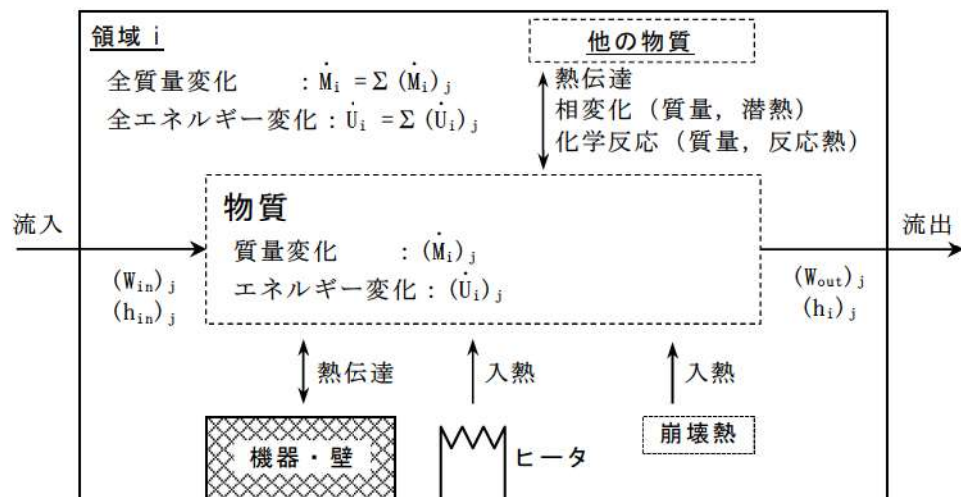 領域 i
全質量変化 : Ṁᵢ = Σ (Ṁᵢ)ⱼ
全エネルギー変化 : U̇ᵢ = Σ (U̇ᵢ)ⱼ
他の物質
熱伝達
相変化 (質量, 潜熱)
化学反応 (質量, 反応熱)
流入
(W_in)ⱼ
(h_in)ⱼ
物質
質量変化 : (Ṁᵢ)ⱼ
エネルギー変化 : (U̇ᵢ)ⱼ
流出
(W_out)ⱼ
(hᵢ)ⱼ
熱伝達
入熱
入熱
機器・壁
ヒータ
崩壊熱